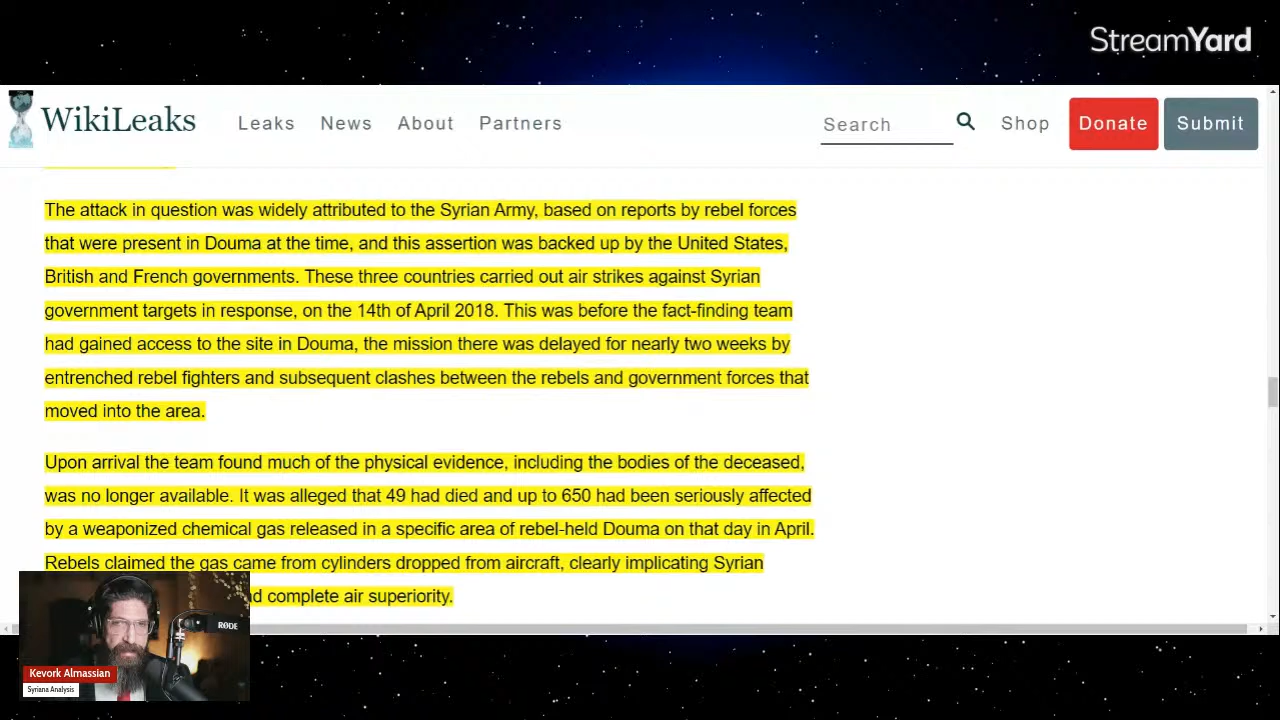 StreamYard
WikiLeaks
Leaks News About Partners
Search
Shop
Donate
Submit
The attack in question was widely attributed to the Syrian Army, based on reports by rebel forces
that were present in Douma at the time, and this assertion was backed up by the United States,
British and French governments. These three countries carried out air strikes against Syrian
government targets in response, on the 14th of April 2018. This was before the fact-finding team
had gained access to the site in Douma, the mission there was delayed for nearly two weeks by
entrenched rebel fighters and subsequent clashes between the rebels and government forces that
moved into the area.
Upon arrival the team found much of the physical evidence, including the bodies of the deceased,
was no longer available. It was alleged that 49 had died and up to 650 had been seriously affected
by a weaponized chemical gas released in a specific area of rebel-held Douma on that day in April.
Rebels claimed the gas came from cylinders dropped from aircraft, clearly implicating Syrian
complete air superiority.
RØDE
Kevork Almassian
Syriana Analysis